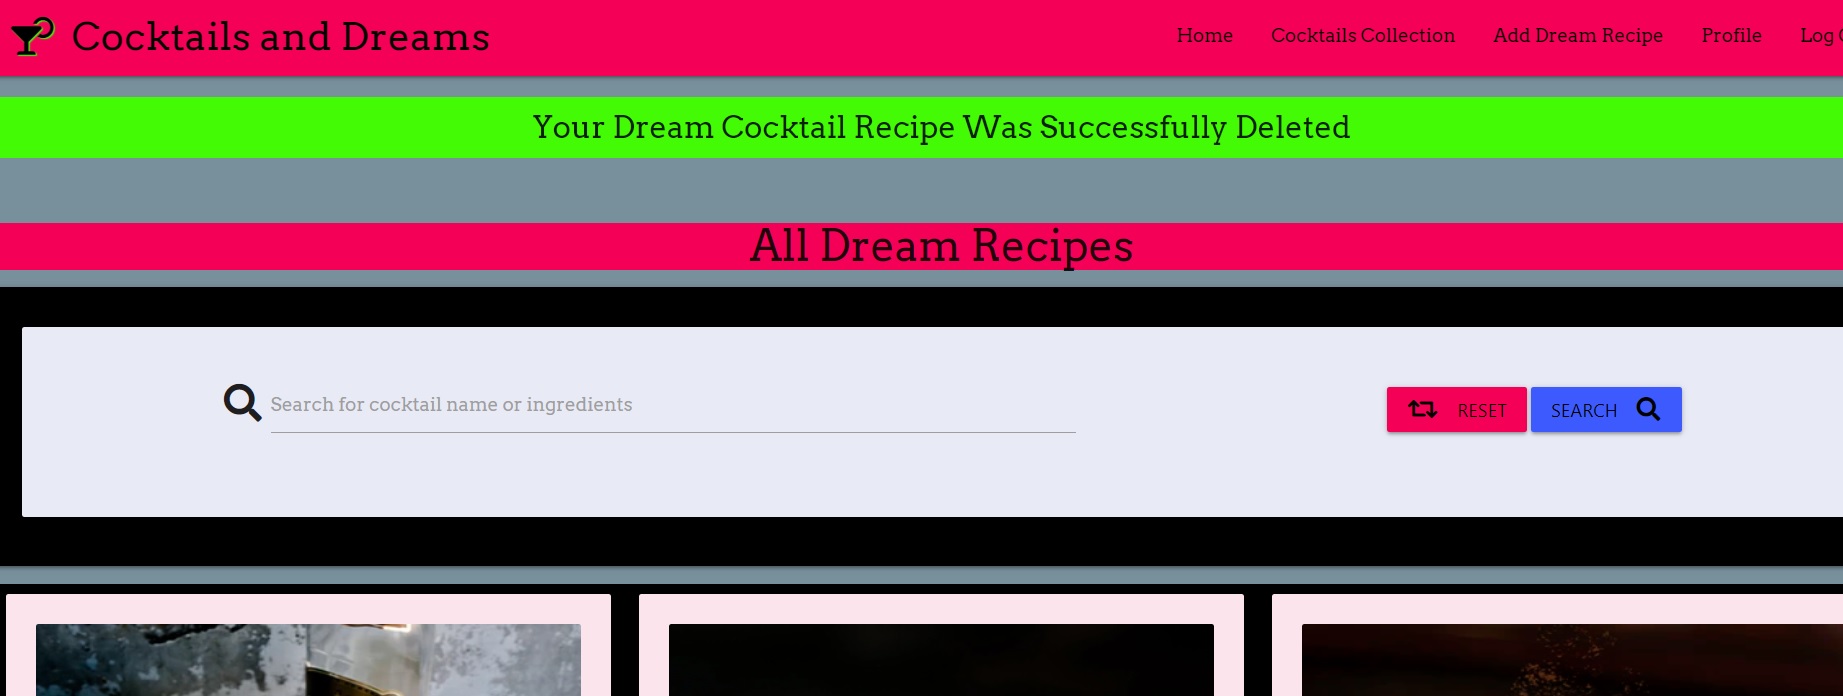 Cocktails and Dreams
Home
Cocktails Collection
Add Dream Recipe
Profile
Log
Your Dream Cocktail Recipe Was Successfully Deleted
All Dream Recipes
Search for cocktail name or ingredients
RESET
SEARCH